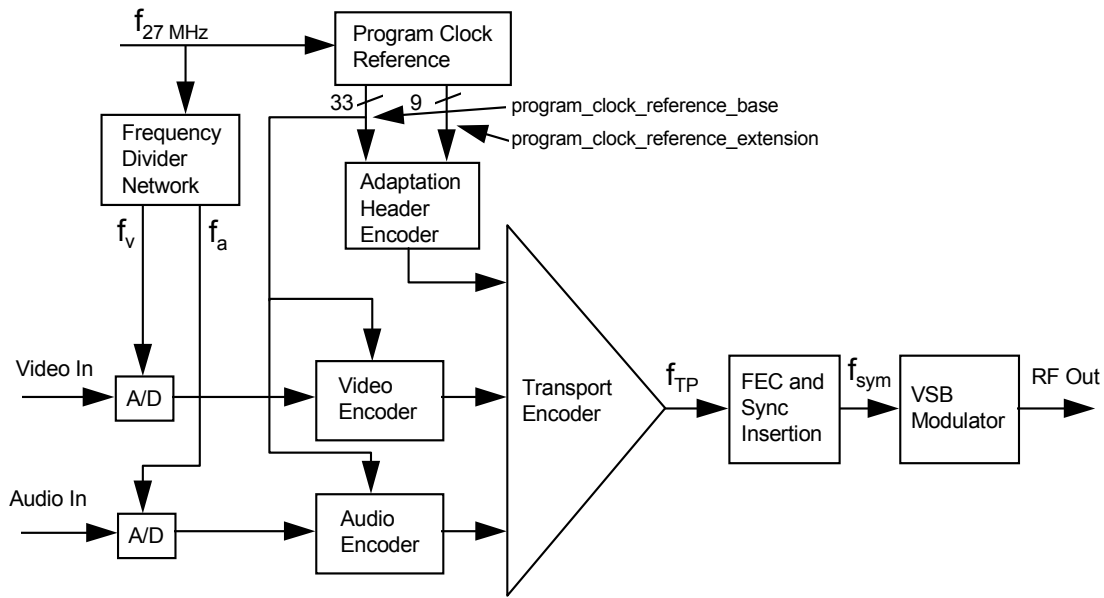 f27 MHz
Program Clock
Reference
33
9
program_clock_reference_base
program_clock_reference_extension
Frequency
Divider
Network
Adaptation
Header
Encoder
fv
fa
Video In
A/D
Video
Encoder
Transport
Encoder
fTP
FEC and
Sync
Insertion
fsym
VSB
Modulator
RF Out
Audio In
A/D
Audio
Encoder